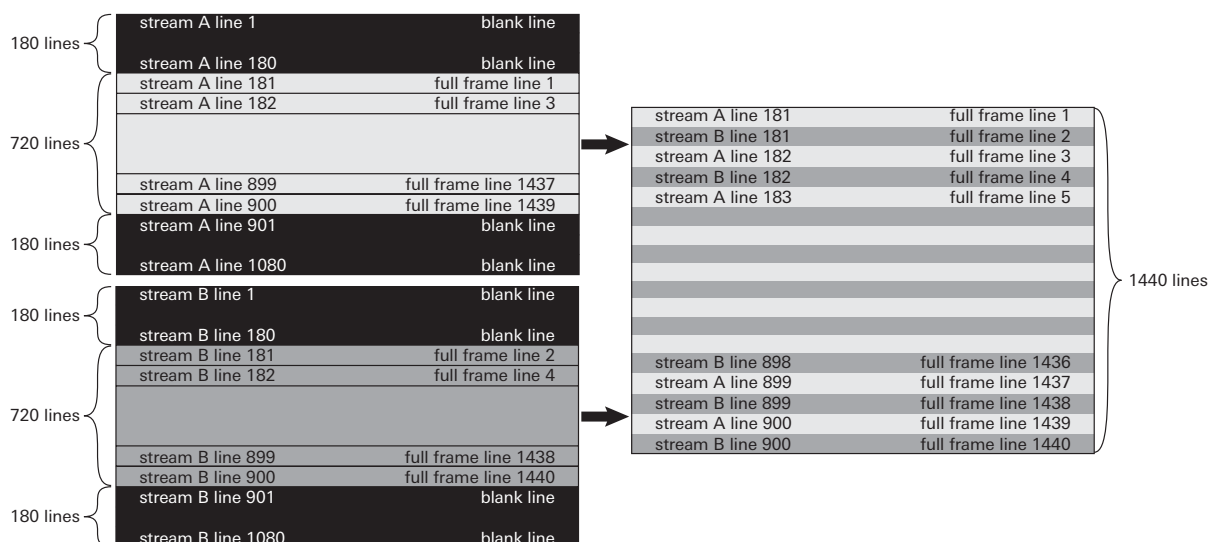 stream A line 1 blank line
180 lines
stream A line 180 blank line
stream A line 181 full frame line 1
stream A line 182 full frame line 3
720 lines
stream A line 899 full frame line 1437
stream A line 900 full frame line 1439
stream A line 901 blank line
180 lines
stream A line 1080 blank line
stream B line 1 blank line
180 lines
stream B line 180 blank line
stream B line 181 full frame line 2
stream B line 182 full frame line 4
720 lines
stream B line 899 full frame line 1438
stream B line 900 full frame line 1440
stream B line 901 blank line
180 lines
stream B line 1080 blank line
stream A line 181 full frame line 1
stream B line 181 full frame line 2
stream A line 182 full frame line 3
stream B line 182 full frame line 4
stream A line 183 full frame line 5
1440 lines
stream B line 898 full frame line 1436
stream A line 899 full frame line 1437
stream B line 899 full frame line 1438
stream A line 900 full frame line 1439
stream B line 900 full frame line 1440